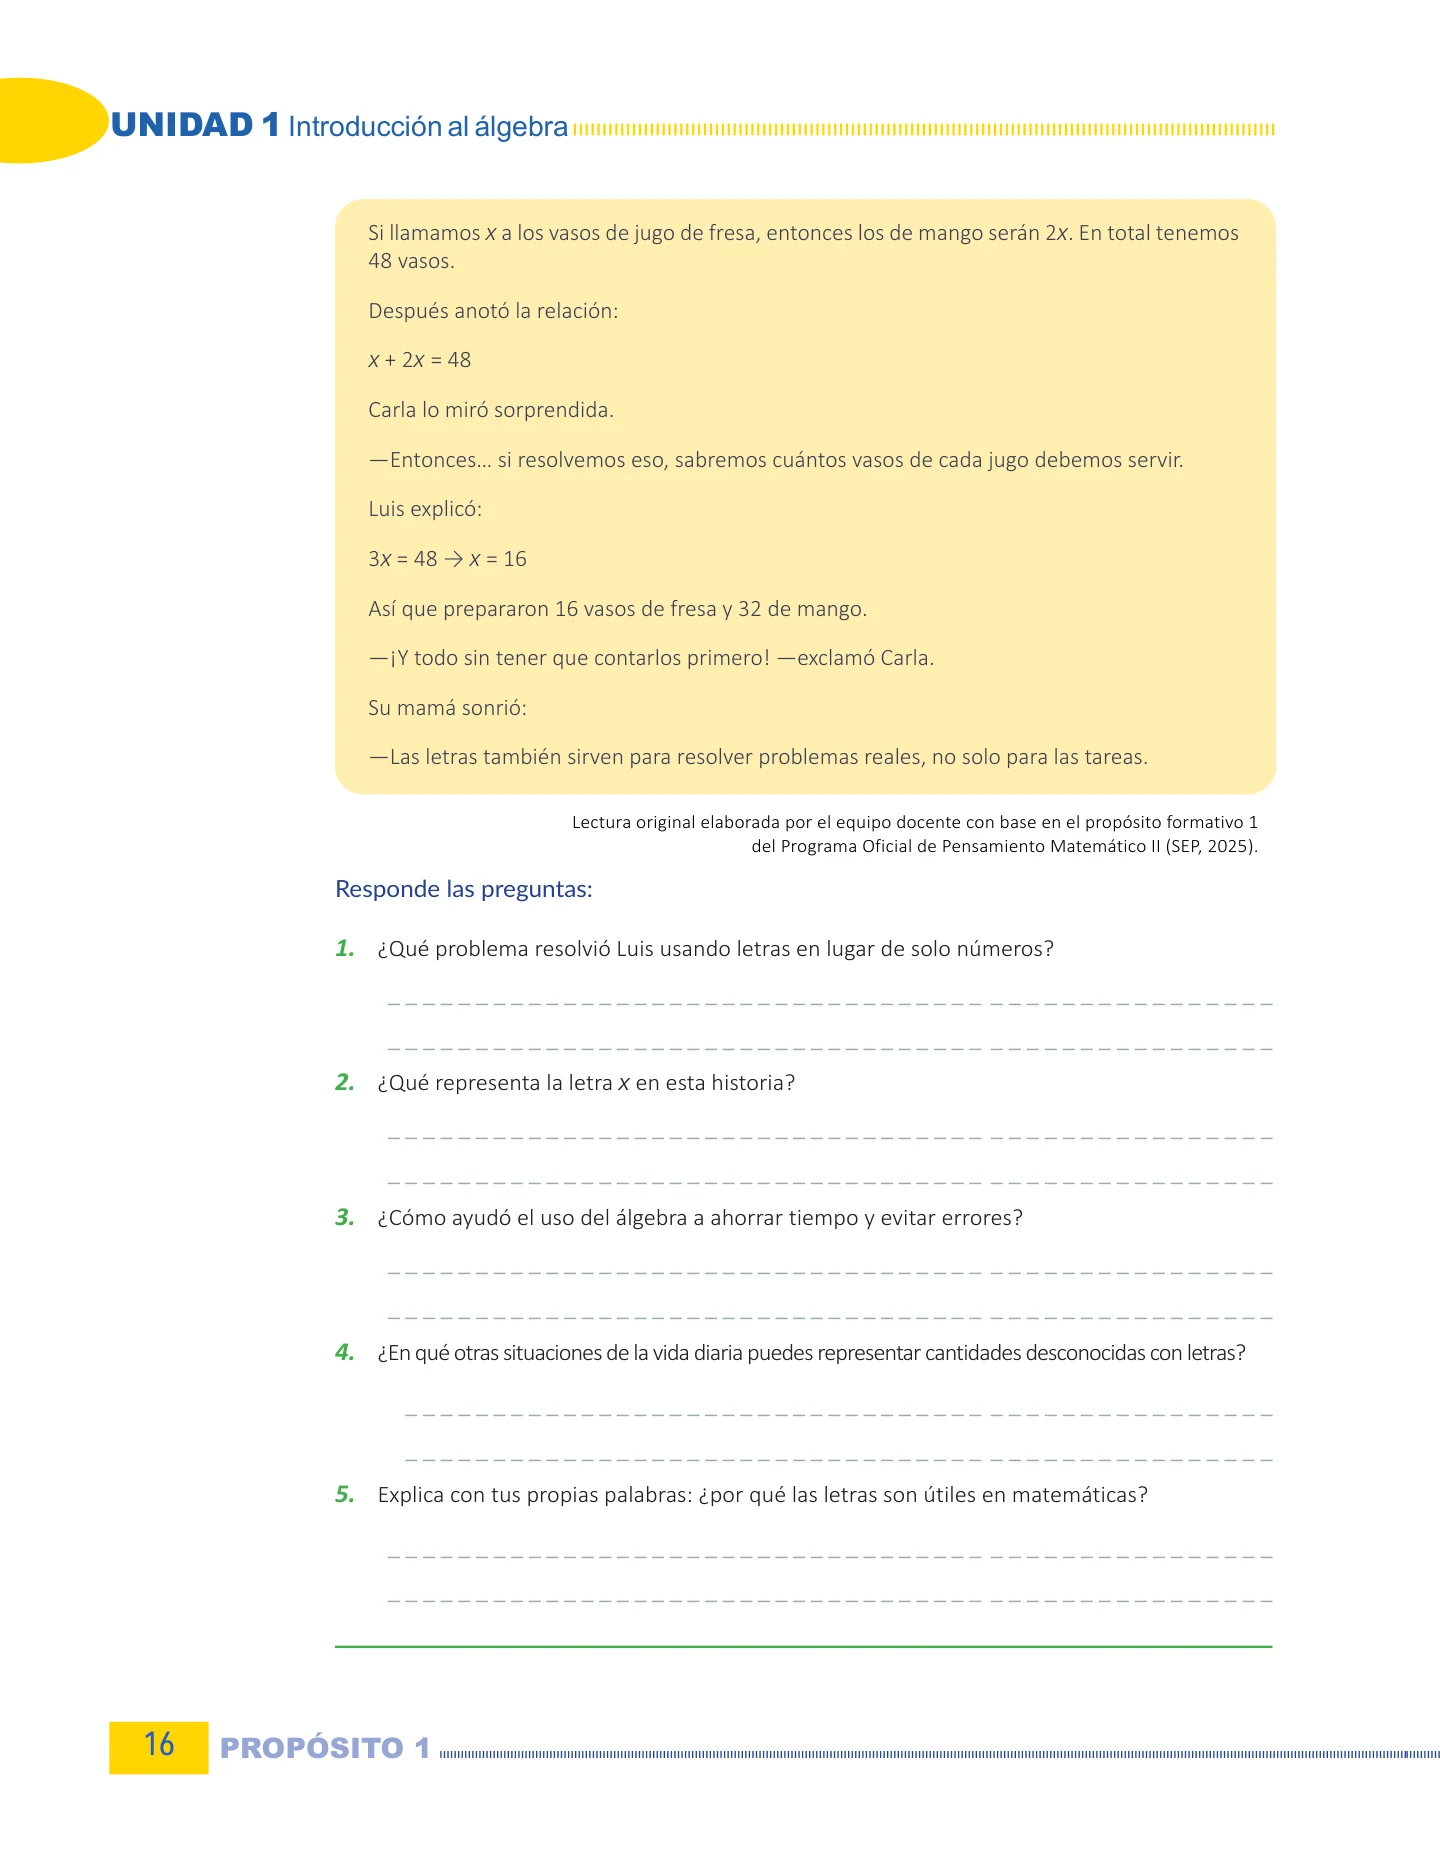 UNIDAD 1 Introducción al álgebra
Si llamamos x a los vasos de jugo de fresa, entonces los de mango serán 2x. En total tenemos
48 vasos.
Después anotó la relación:
x + 2x = 48
Carla lo miró sorprendida.
—Entonces... si resolvemos eso, sabremos cuántos vasos de cada jugo debemos servir.
Luis explicó:
3x = 48 → x = 16
Así que prepararon 16 vasos de fresa y 32 de mango.
—¡Y todo sin tener que contarlos primero! —exclamó Carla.
Su mamá sonrió:
—Las letras también sirven para resolver problemas reales, no solo para las tareas.
Lectura original elaborada por el equipo docente con base en el propósito formativo 1
del Programa Oficial de Pensamiento Matemático II (SEP, 2025).
Responde las preguntas:
1. ¿Qué problema resolvió Luis usando letras en lugar de solo números?
2. ¿Qué representa la letra x en esta historia?
3. ¿Cómo ayudó el uso del álgebra a ahorrar tiempo y evitar errores?
4. ¿En qué otras situaciones de la vida diaria puedes representar cantidades desconocidas con letras?
5. Explica con tus propias palabras: ¿por qué las letras son útiles en matemáticas?
16 PROPÓSITO 1